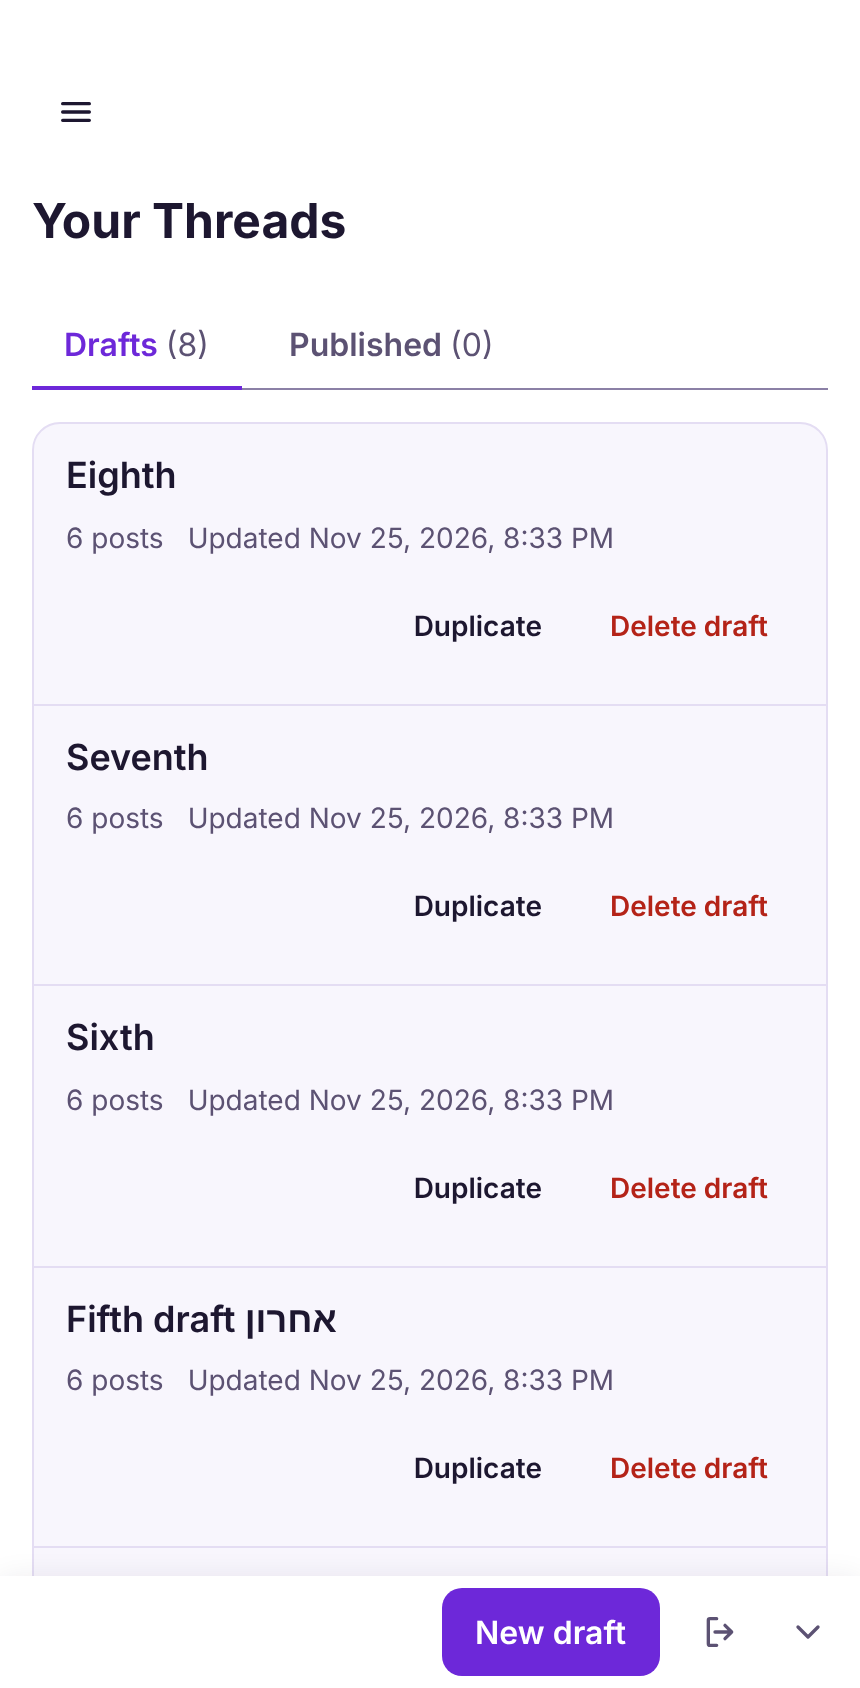 Your Threads
Drafts (8) Published (0)
Eighth
6 posts Updated Nov 25, 2026, 8:33 PM
Duplicate Delete draft
Seventh
6 posts Updated Nov 25, 2026, 8:33 PM
Duplicate Delete draft
Sixth
6 posts Updated Nov 25, 2026, 8:33 PM
Duplicate Delete draft
Fifth draft אחרון
6 posts Updated Nov 25, 2026, 8:33 PM
Duplicate Delete draft
New draft